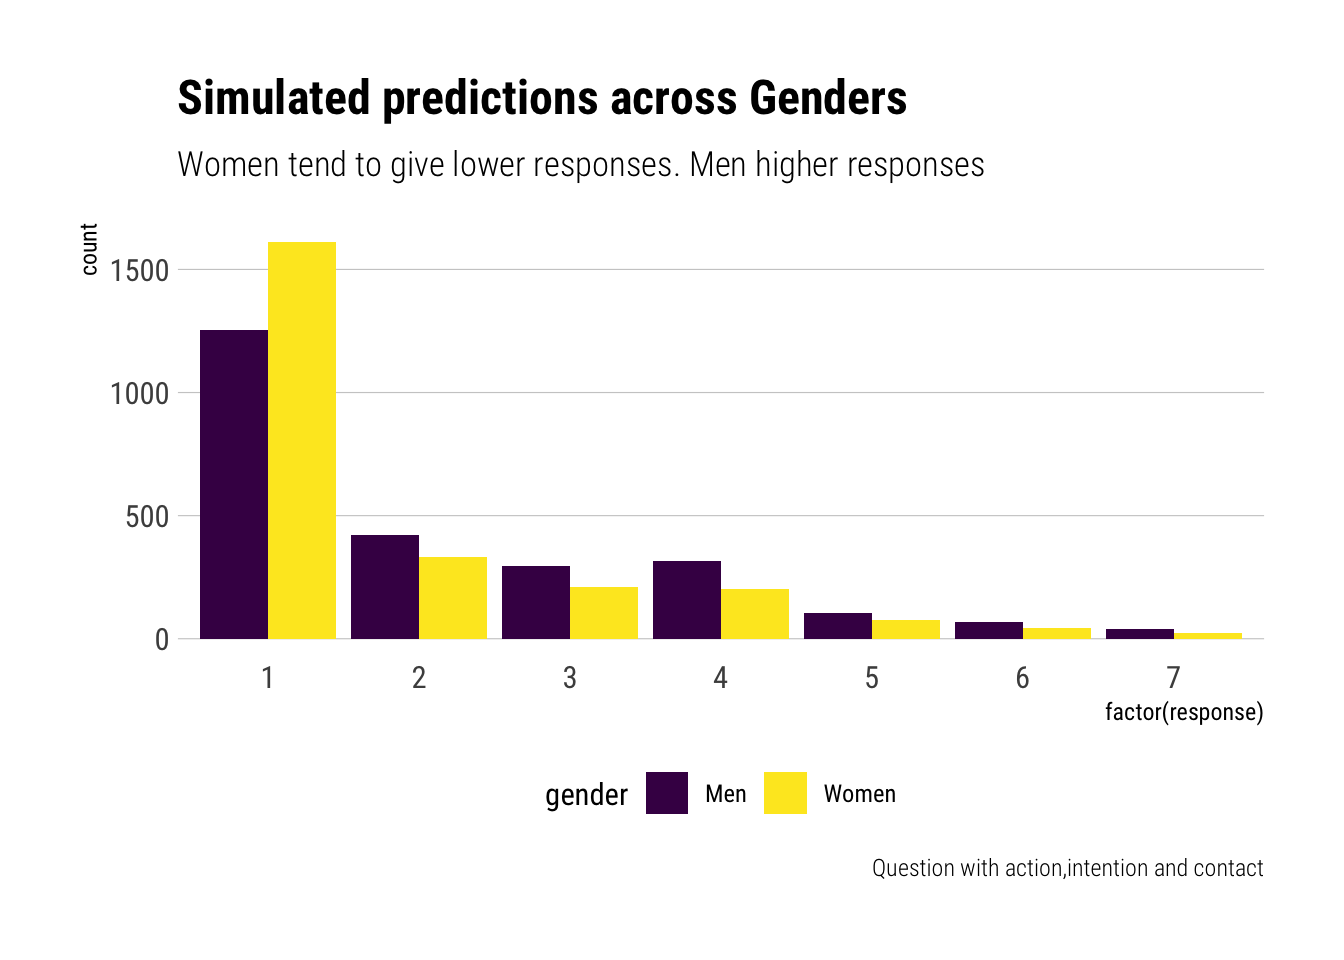 Simulated predictions across Genders
Women tend to give lower responses. Men higher responses
count
1500
1000
500
0
1 2 3 4 5 6 7
factor(response)
gender Men Women
Question with action,intention and contact